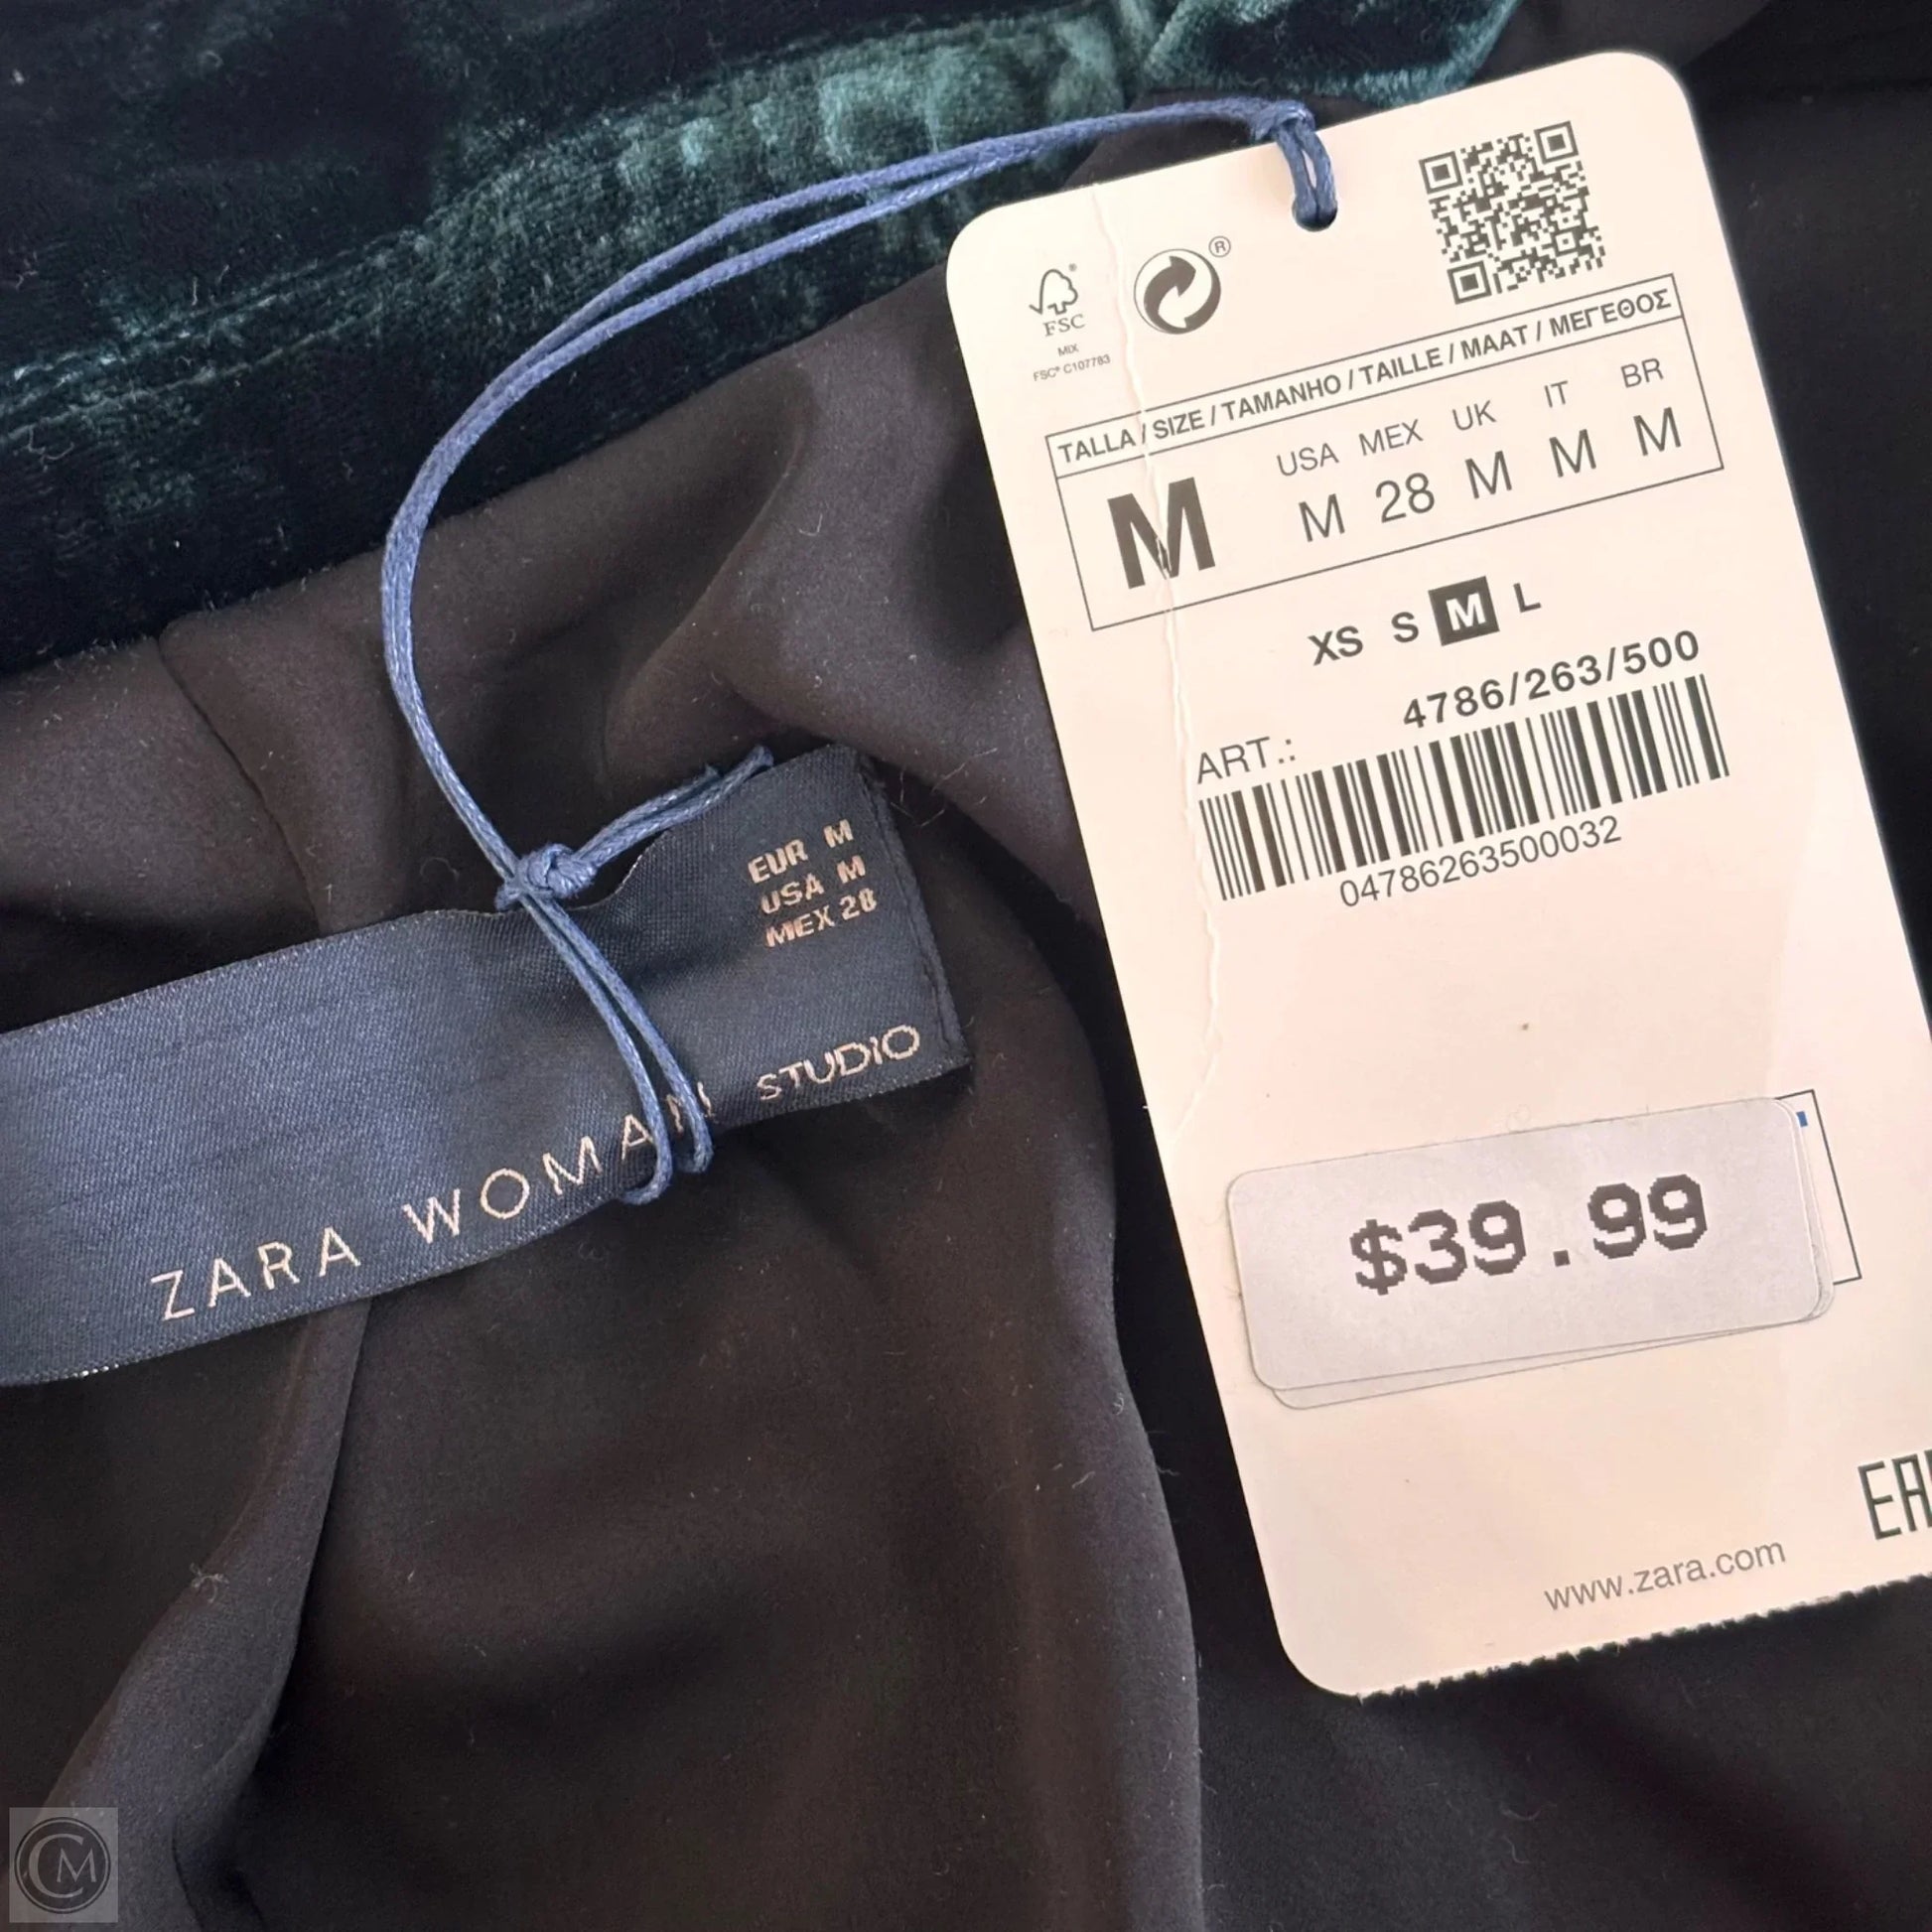 ®
FSC
MIX
FSC® C107783
TALLA / SIZE / TAMANHO / TAILLE / MAAT / ΜΕΓΕΘΟΣ
M
USA MEX UK IT BR
M 28 M M M
XS S M L
4786/263/500
ART.:
04786263500032
$39.99
www.zara.com
EUR M
USA M
MEX 28
ZARA WOMAN STUDIO
CM